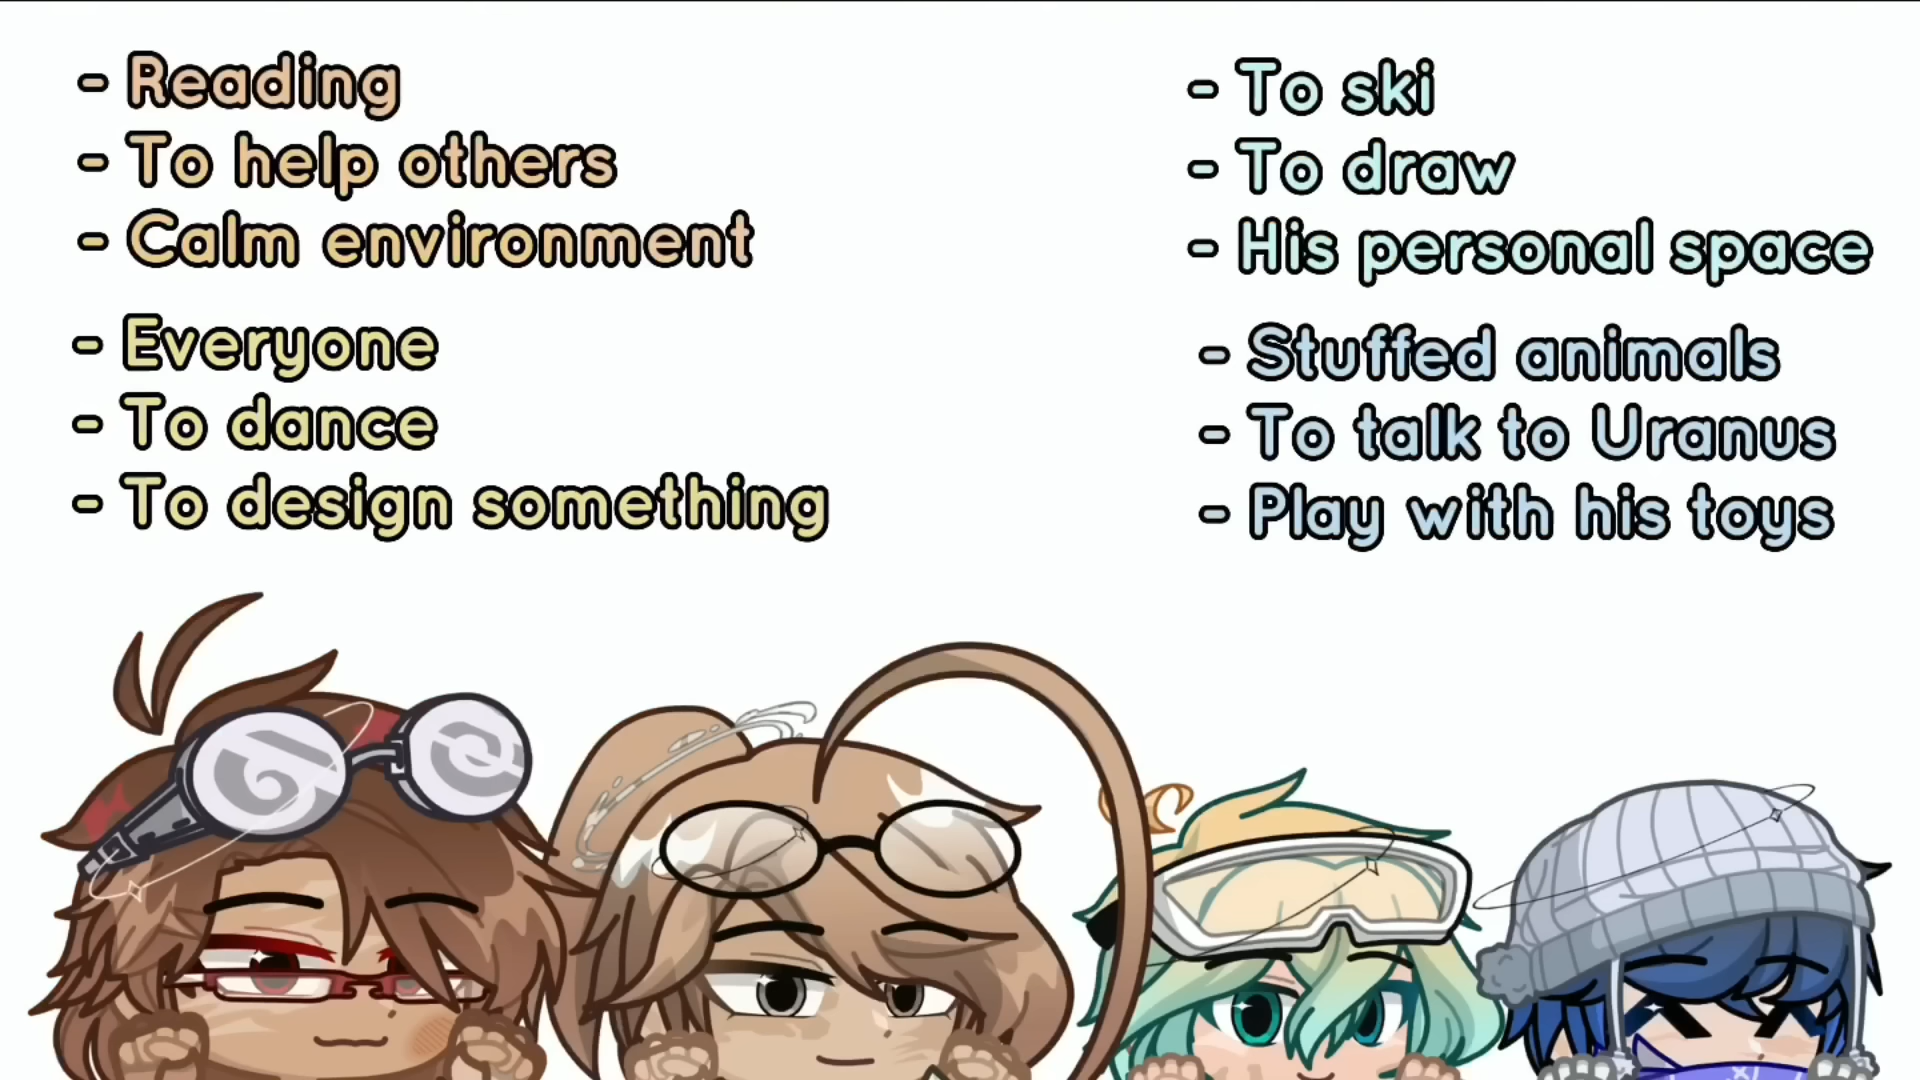 - Reading
- To help others
- Calm environment
- Everyone
- To dance
- To design something
- To ski
- To draw
- His personal space
- Stuffed animals
- To talk to Uranus
- Play with his toys